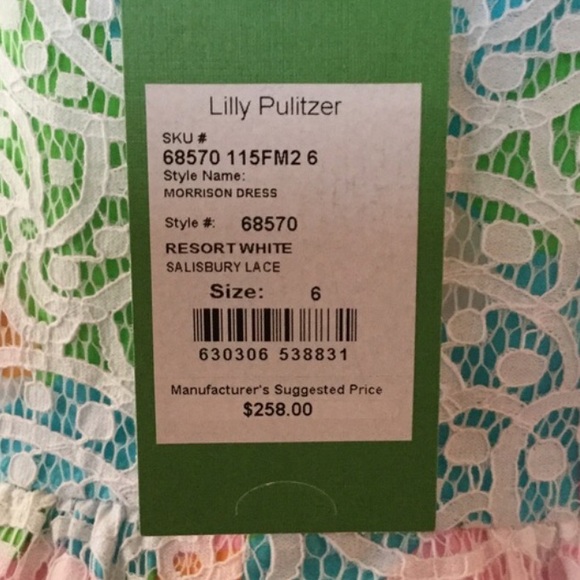 Lilly Pulitzer
SKU #
68570 115FM2 6
Style Name:
MORRISON DRESS
Style #: 68570
RESORT WHITE
SALISBURY LACE
Size: 6
630306 538831
Manufacturer's Suggested Price
$258.00